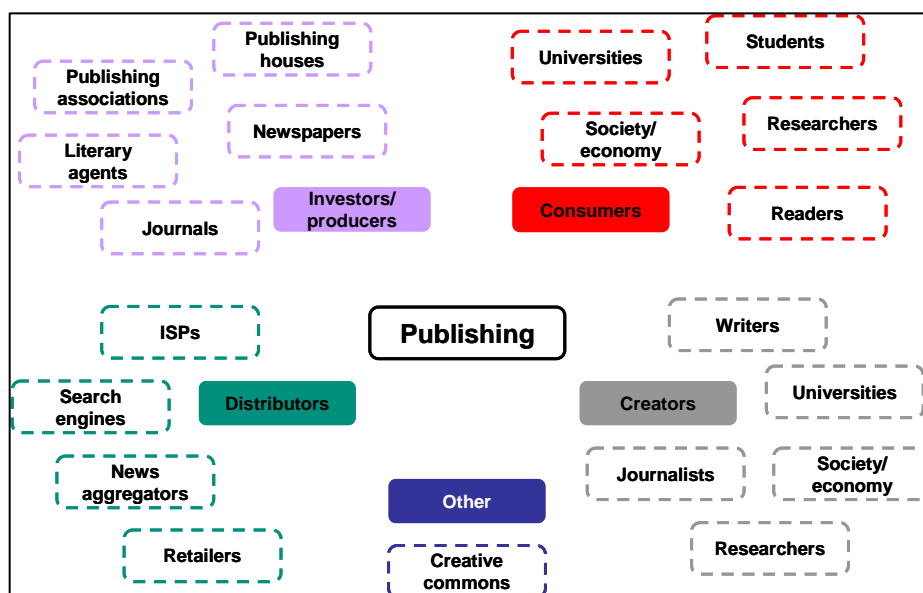 Publishing
houses
Publishing
associations
Newspapers
Literary
agents
Investors/
producers
Journals
Universities
Students
Society/
economy
Researchers
Consumers
Readers
Publishing
ISPs
Search
engines
Distributors
News
aggregators
Retailers
Other
Creative
commons
Writers
Creators
Universities
Journalists
Society/
economy
Researchers